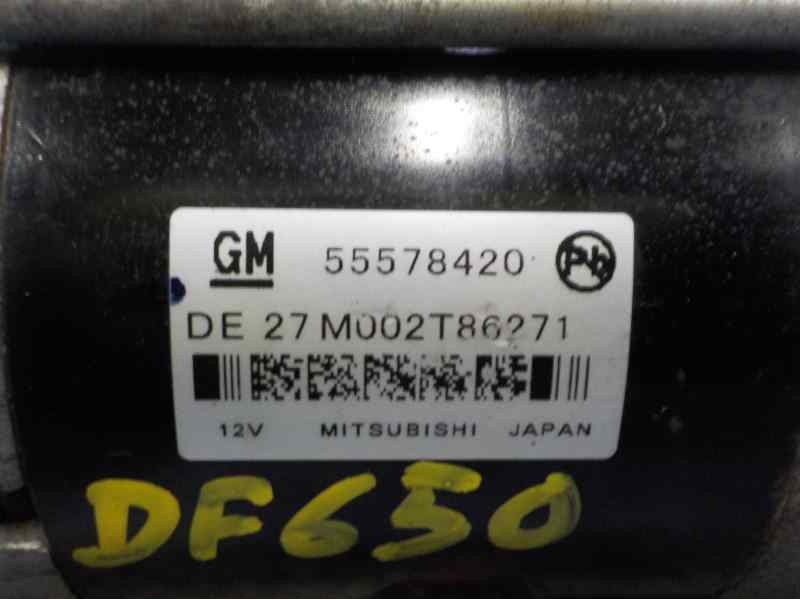 GM 55578420 Pb
DE 27 M002T86271
12V MITSUBISHI JAPAN
DF650